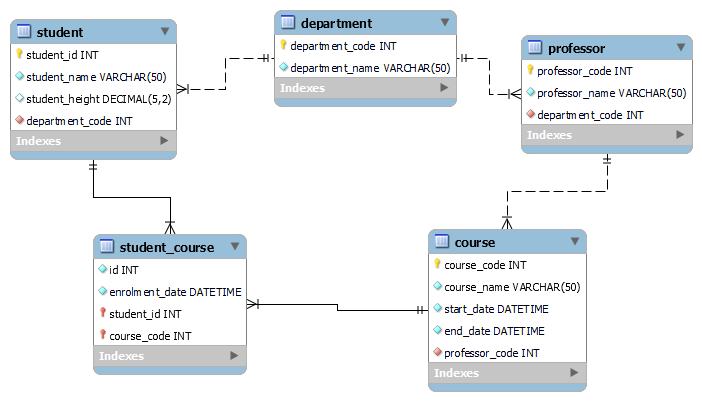 student
student_id INT
student_name VARCHAR(50)
student_height DECIMAL(5,2)
department_code INT
Indexes
department
department_code INT
department_name VARCHAR(50)
Indexes
professor
professor_code INT
professor_name VARCHAR(50)
department_code INT
Indexes
student_course
id INT
enrolment_date DATETIME
student_id INT
course_code INT
Indexes
course
course_code INT
course_name VARCHAR(50)
start_date DATETIME
end_date DATETIME
professor_code INT
Indexes